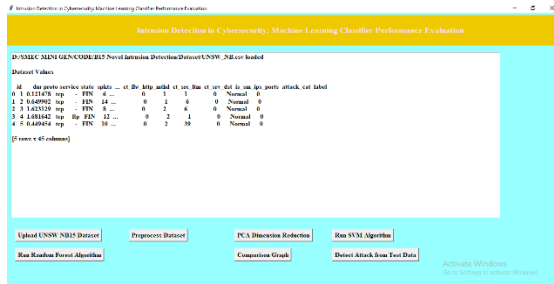 Intrusion Detection in Cybersecurity: Machine Learning Classifier Performance Evaluation
Intrusion Detection in Cybersecurity: Machine Learning Classifier Performance Evaluation
D:/SMEC MINI GEN/CODE/B15 Novel Intrusion Detection/Dataset/UNSW_NB.csv loaded
Dataset Values
id dur proto service state spkts ... ct_flw_http_mthd ct_src_ltm ct_srv_dst is_sm_ips_ports attack_cat label
0 1 0.121478 tcp - FIN 6 ... 0 1 1 0 Normal 0
1 2 0.649902 tcp - FIN 14 ... 0 1 6 0 Normal 0
2 3 1.623129 tcp - FIN 8 ... 0 2 6 0 Normal 0
3 4 1.681642 tcp ftp FIN 12 ... 0 2 1 0 Normal 0
4 5 0.449454 tcp - FIN 10 ... 0 2 39 0 Normal 0
[5 rows x 45 columns]
Upload UNSW NB15 Dataset
Preprocess Dataset
PCA Dimension Reduction
Run SVM Algorithm
Run Random Forest Algorithm
Comparison Graph
Detect Attack from Test Data
Activate Windows
Go to Settings to activate Windows.